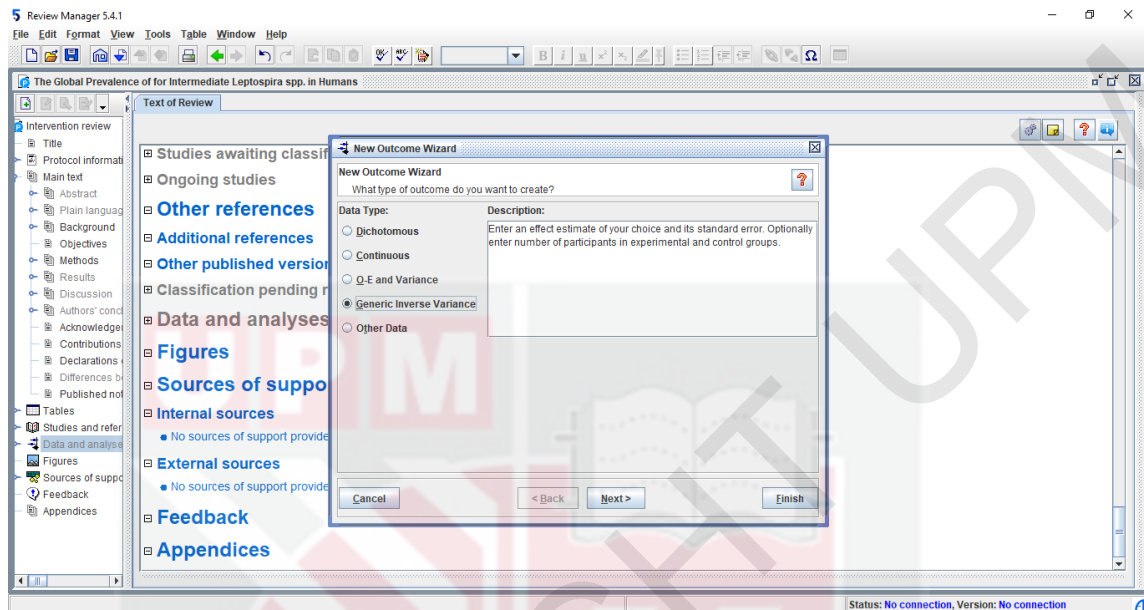 Review Manager 5.4.1
File Edit Format View Tools Table Window Help
The Global Prevalence of for Intermediate Leptospira spp. in Humans
Text of Review
Intervention review
Title
Protocol informati
Main text
Abstract
Plain languag
Background
Objectives
Methods
Results
Discussion
Authors' concl
Acknowledge
Contributions
Declarations
Differences b
Published not
Tables
Studies and refer
Data and analyse
Figures
Sources of suppo
Feedback
Appendices
Studies awaiting classif
Ongoing studies
Other references
Additional references
Other published version
Classification pending r
Data and analyses
Figures
Sources of suppo
Internal sources
No sources of support provide
External sources
No sources of support provide
Feedback
Appendices
New Outcome Wizard
New Outcome Wizard
What type of outcome do you want to create?
Data Type:
Description:
Dichotomous
Continuous
O-E and Variance
Generic Inverse Variance
Other Data
Enter an effect estimate of your choice and its standard error. Optionally
enter number of participants in experimental and control groups.
Cancel
< Back
Next >
Finish
Status: No connection, Version: No connection
UPM
HT UPM